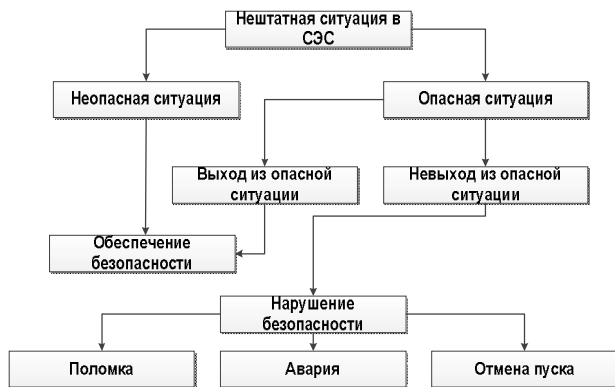 Нештатная ситуация в
СЭС
Неопасная ситуация
Опасная ситуация
Выход из опасной
ситуации
Невыход из опасной
ситуации
Обеспечение
безопасности
Нарушение
безопасности
Поломка
Авария
Отмена пуска